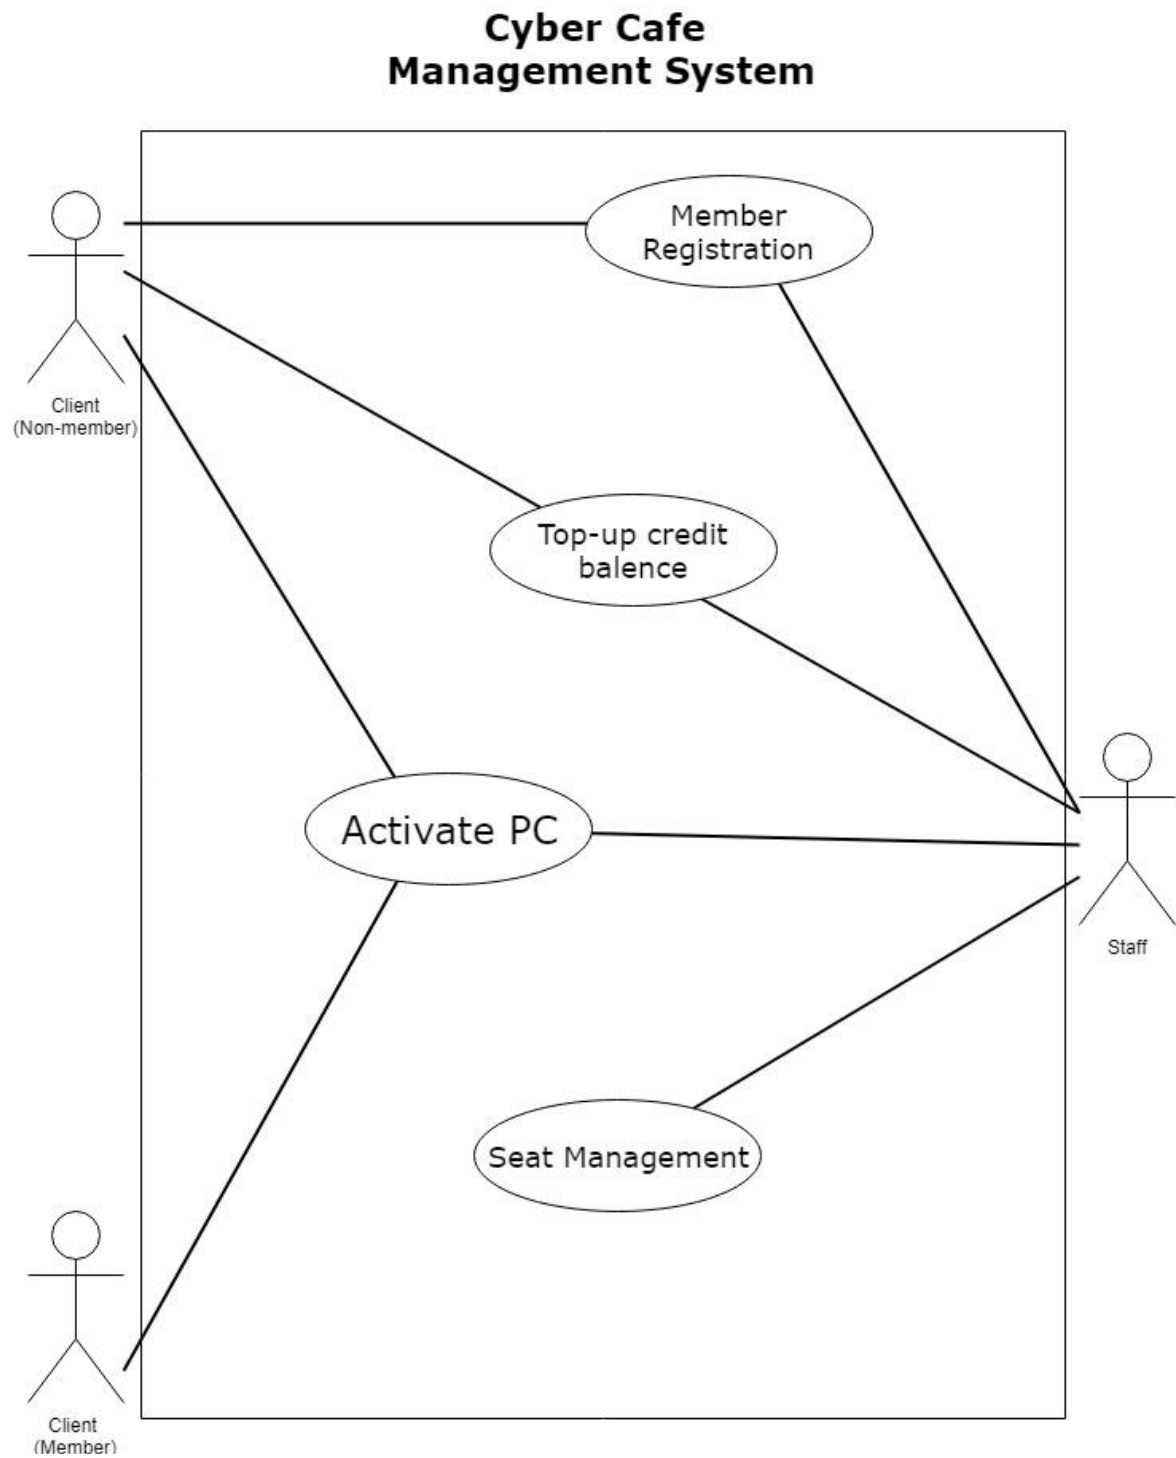 Cyber Cafe
Management System
Member
Registration
Client
(Non-member)
Top-up credit
balence
Activate PC
Staff
Seat Management
Client
(Member)